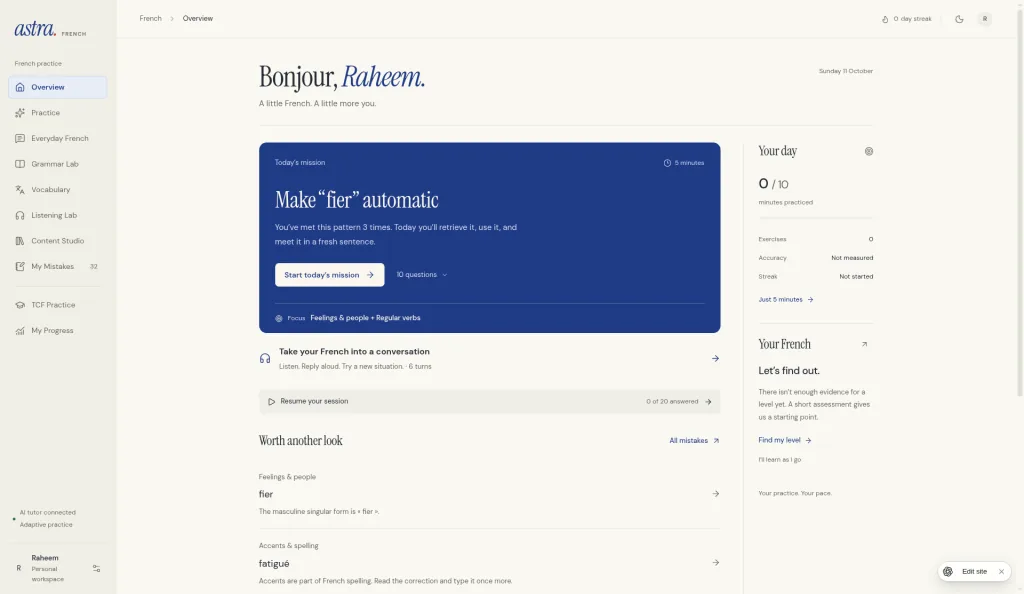 astra. FRENCH
French practice
Overview
Practice
Everyday French
Grammar Lab
Vocabulary
Listening Lab
Content Studio
My Mistakes 32
TCF Practice
My Progress
AI tutor connected
Adaptive practice
R
Raheem
Personal
workspace
French > Overview
0 day streak
R
Bonjour, Raheem.
A little French. A little more you.
Sunday 11 October
Today's mission
5 minutes
Make “fier” automatic
You've met this pattern 3 times. Today you'll retrieve it, use it, and
meet it in a fresh sentence.
Start today's mission →
10 questions
Focus Feelings & people + Regular verbs
Take your French into a conversation
Listen. Reply aloud. Try a new situation. · 6 turns
Resume your session
0 of 20 answered →
Worth another look
All mistakes
Feelings & people
fier
The masculine singular form is « fier ».
Accents & spelling
fatigué
Accents are part of French spelling. Read the correction and type it once more.
Your day
0 / 10
minutes practiced
Exercises 0
Accuracy Not measured
Streak Not started
Just 5 minutes →
Your French
Let's find out.
There isn't enough evidence for a
level yet. A short assessment gives
us a starting point.
Find my level →
I'll learn as I go
Your practice. Your pace.
Edit site